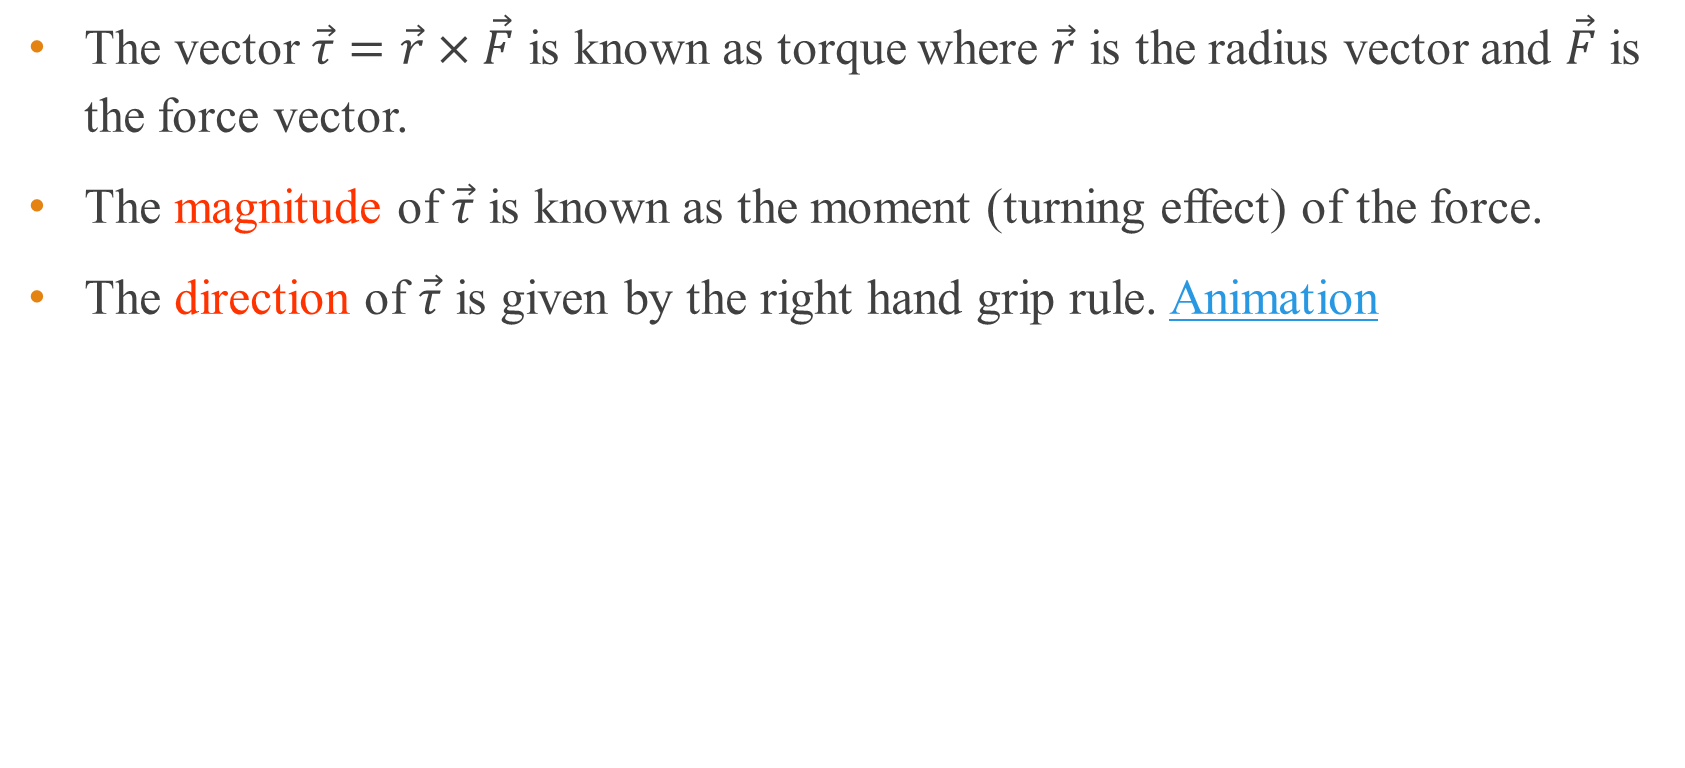 • The vector τ⃗ = r⃗ × F⃗ is known as torque where r⃗ is the radius vector and F⃗ is
the force vector.
• The magnitude of τ⃗ is known as the moment (turning effect) of the force.
• The direction of τ⃗ is given by the right hand grip rule. Animation